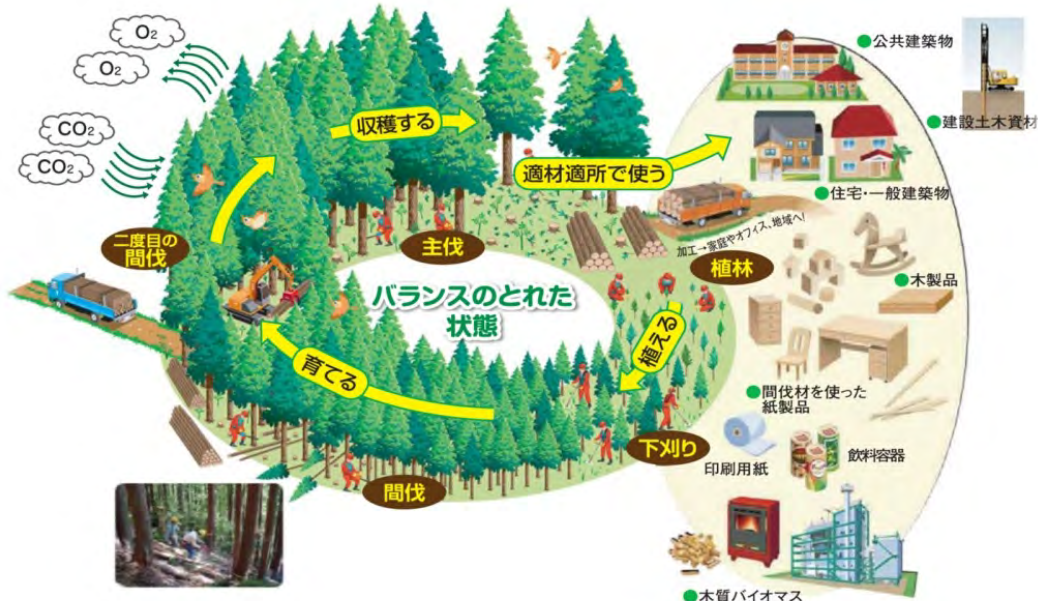 O2
O2
CO2
CO2
収穫する
適材適所で使う
主伐
二度目の
間伐
バランスのとれた
状態
加工→家庭やオフィス、地域へ!
植林
植える
育てる
下刈り
間伐
●公共建築物
●建設土木資材
●住宅・一般建築物
●木製品
●間伐材を使った
紙製品
印刷用紙
飲料容器
●木質バイオマス